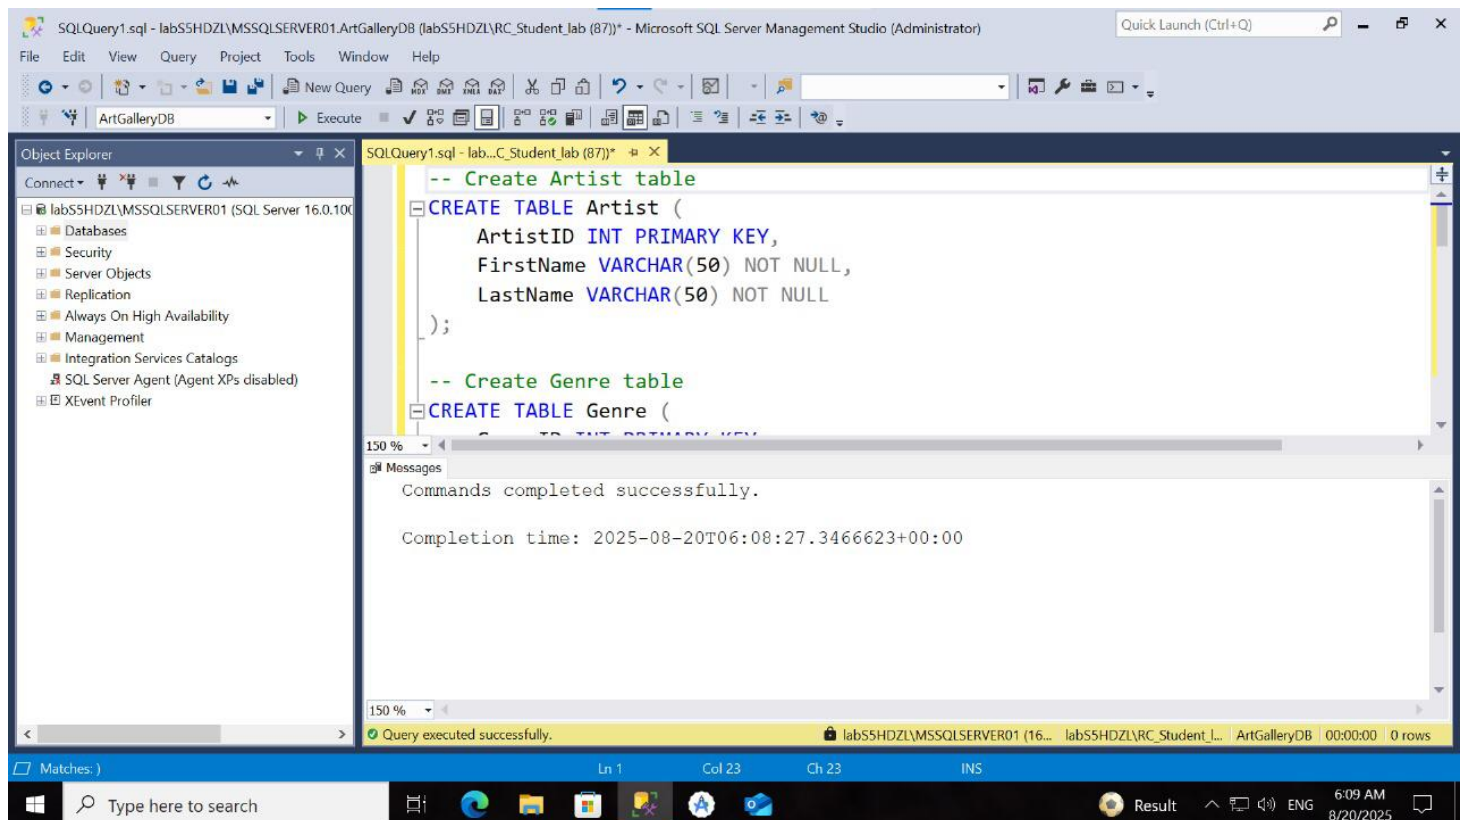 SQLQuery1.sql - labS5HDZL\MSSQLSERVER01.ArtGalleryDB (labS5HDZL\RC_Student_lab (87))* - Microsoft SQL Server Management Studio (Administrator)
Quick Launch (Ctrl+Q)
File Edit View Query Project Tools Window Help
New Query
MDX DMX XMLA DAX
ArtGalleryDB
Execute
Object Explorer
SQLQuery1.sql - lab...C_Student_lab (87))*
Connect
labS5HDZL\MSSQLSERVER01 (SQL Server 16.0.100
Databases
Security
Server Objects
Replication
Always On High Availability
Management
Integration Services Catalogs
SQL Server Agent (Agent XPs disabled)
XEvent Profiler
-- Create Artist table
CREATE TABLE Artist (
ArtistID INT PRIMARY KEY,
FirstName VARCHAR(50) NOT NULL,
LastName VARCHAR(50) NOT NULL
);
-- Create Genre table
CREATE TABLE Genre (
150 %
Messages
Commands completed successfully.
Completion time: 2025-08-20T06:08:27.3466623+00:00
150 %
Query executed successfully.
labS5HDZL\MSSQLSERVER01 (16...
labS5HDZL\RC_Student_l...
ArtGalleryDB
00:00:00
0 rows
Matches: )
Ln 1
Col 23
Ch 23
INS
Type here to search
Result
ENG
6:09 AM
8/20/2025